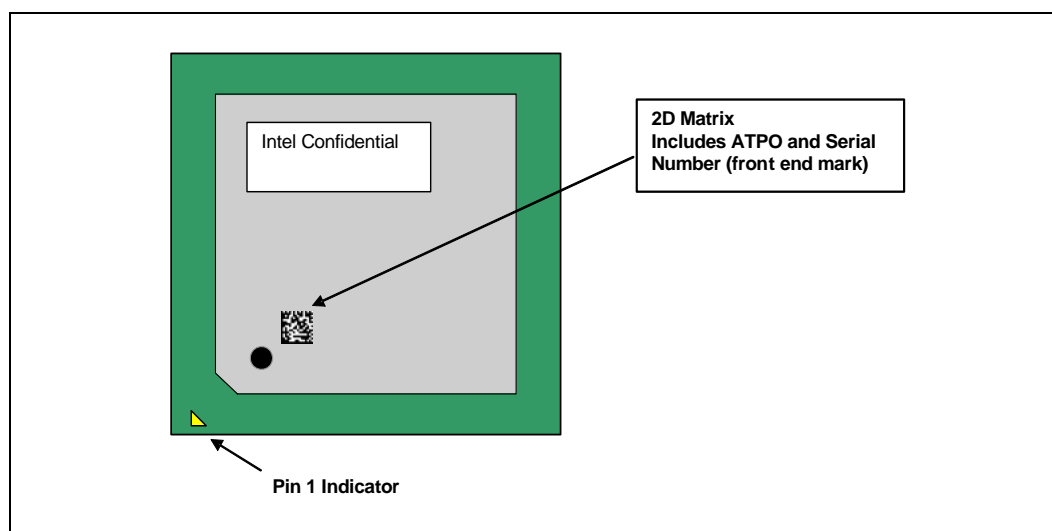 Intel Confidential
2D Matrix
Includes ATPO and Serial
Number (front end mark)
Pin 1 Indicator